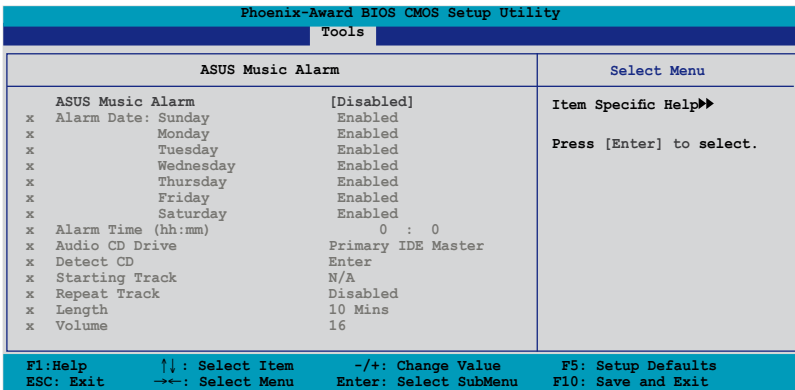 Phoenix-Award BIOS CMOS Setup Utility
Tools
ASUS Music Alarm
Select Menu
ASUS Music Alarm [Disabled]
x Alarm Date: Sunday Enabled
x Monday Enabled
x Tuesday Enabled
x Wednesday Enabled
x Thursday Enabled
x Friday Enabled
x Saturday Enabled
x Alarm Time (hh:mm) 0 : 0
x Audio CD Drive Primary IDE Master
x Detect CD Enter
x Starting Track N/A
x Repeat Track Disabled
x Length 10 Mins
x Volume 16
Item Specific Help▶▶
Press [Enter] to select.
F1:Help ↑↓ : Select Item -/+: Change Value F5: Setup Defaults
ESC: Exit →←: Select Menu Enter: Select SubMenu F10: Save and Exit